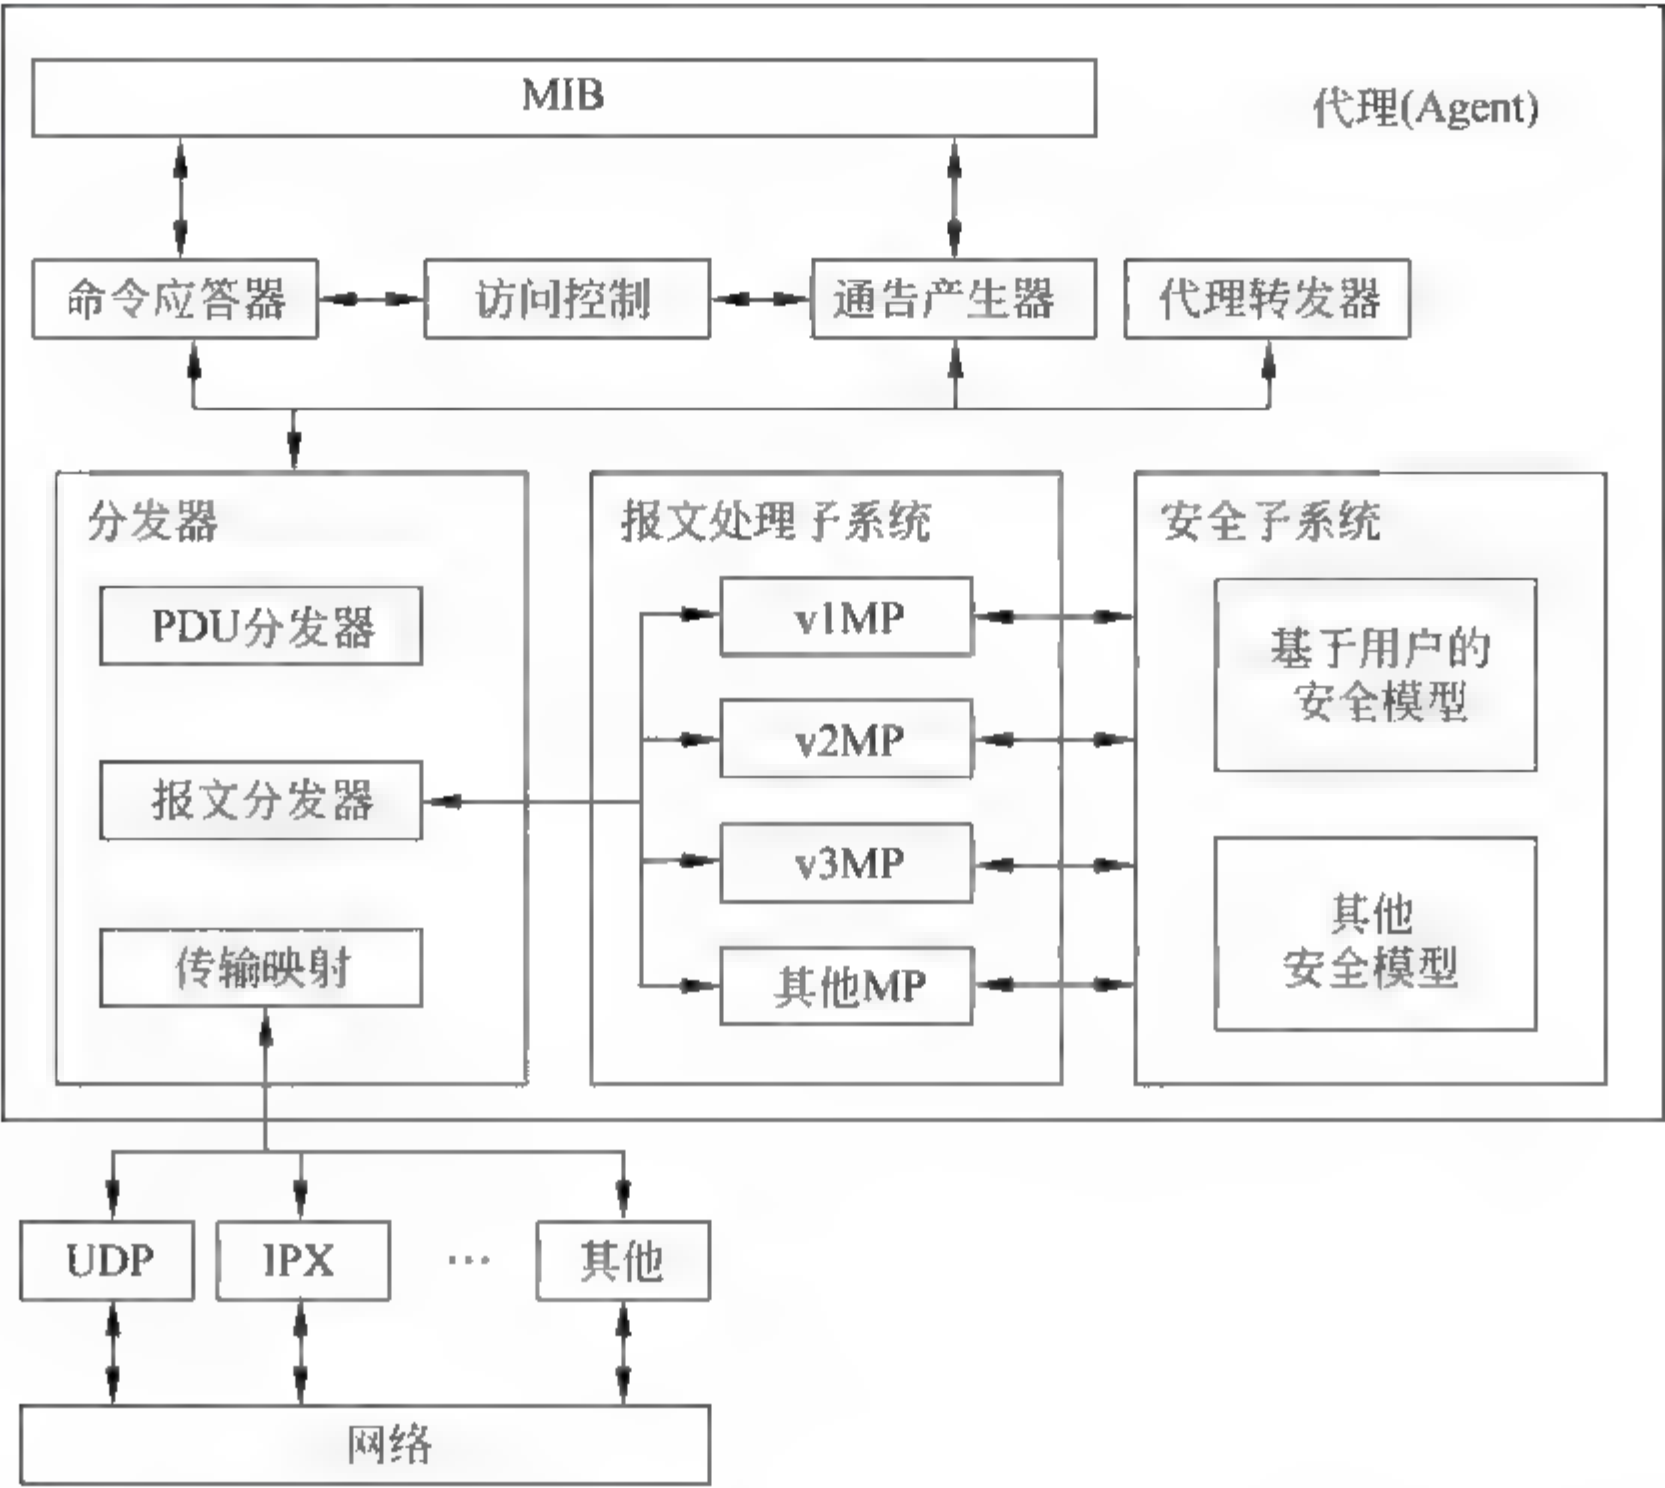 MIB
代理(Agent)
命令应答器
访问控制
通告产生器
代理转发器
分发器
PDU分发器
报文分发器
传输映射
报文处理子系统
v1MP
v2MP
v3MP
其他MP
安全子系统
基于用户的
安全模型
其他
安全模型
UDP
IPX
…
其他
网络